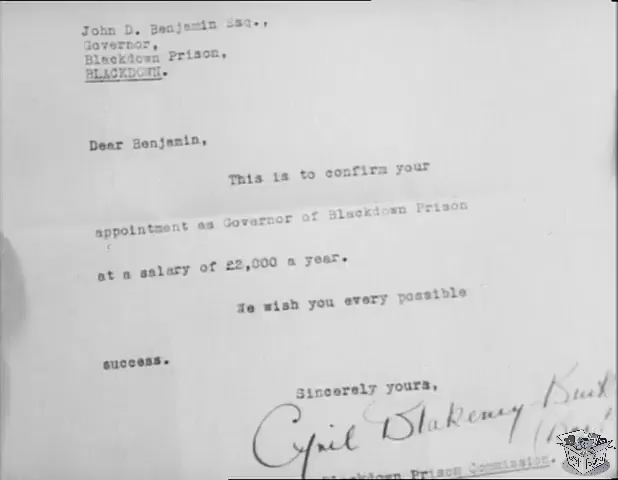 John D. Benjamin Esq.,
Governor,
Blackdown Prison,
BLACKDOWN.
Dear Benjamin,
This is to confirm your
appointment as Governor of Blackdown Prison
at a salary of £2,000 a year.
We wish you every possible
success.
Sincerely yours,
Cyril Blakeney
Blackdown Prison Commission.